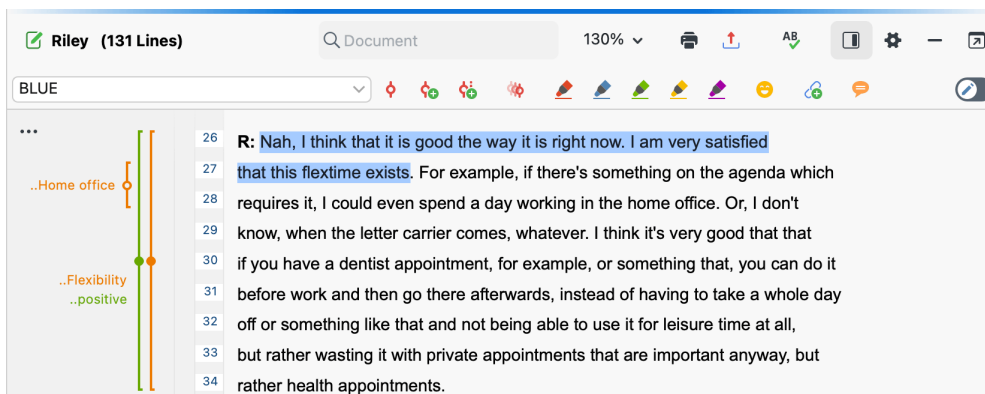 Riley (131 Lines)
Document
130%
AB
BLUE
..Home office
..Flexibility
..positive
26 R: Nah, I think that it is good the way it is right now. I am very satisfied
27 that this flextime exists. For example, if there's something on the agenda which
28 requires it, I could even spend a day working in the home office. Or, I don't
29 know, when the letter carrier comes, whatever. I think it's very good that that
30 if you have a dentist appointment, for example, or something that, you can do it
31 before work and then go there afterwards, instead of having to take a whole day
32 off or something like that and not being able to use it for leisure time at all,
33 but rather wasting it with private appointments that are important anyway, but
34 rather health appointments.